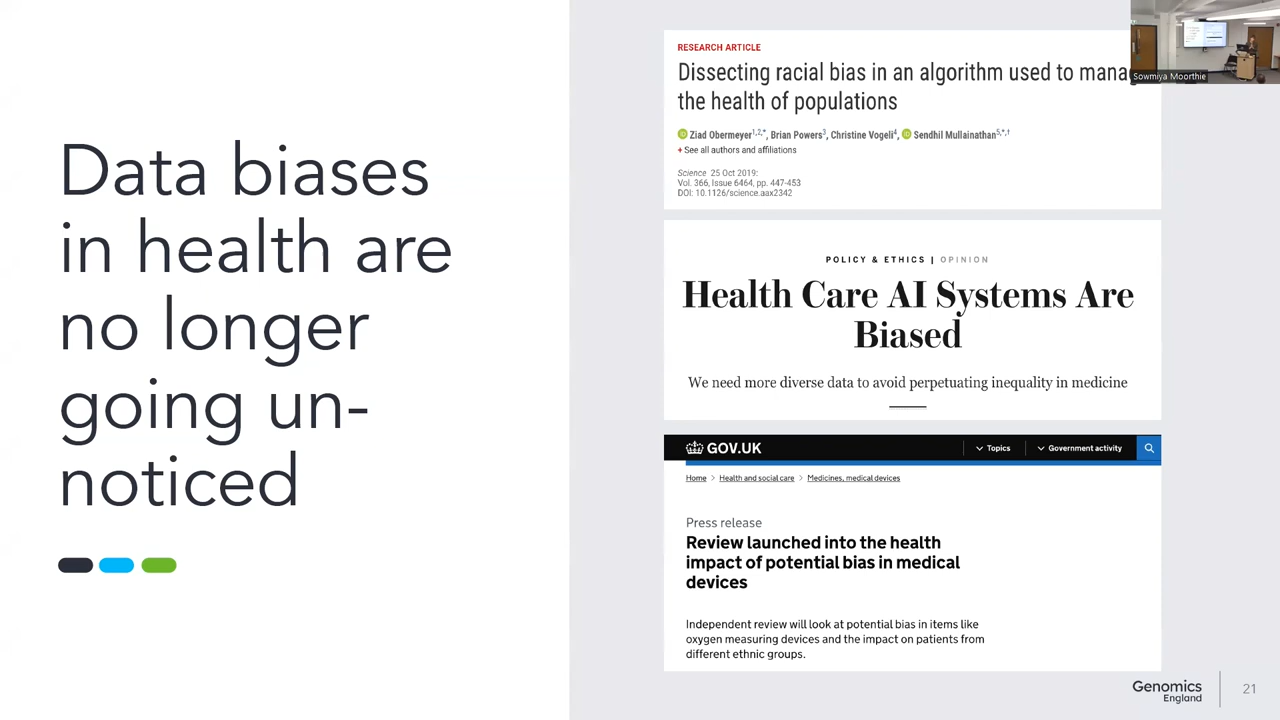 Data biases
in health are
no longer
going un-
noticed
RESEARCH ARTICLE
Dissecting racial bias in an algorithm used to mana
the health of populations
Ziad Obermeyer1,2,*, Brian Powers3, Christine Vogeli4, Sendhil Mullainathan5,*,†
+ See all authors and affiliations
Science 25 Oct 2019:
Vol. 366, Issue 6464, pp. 447-453
DOI: 10.1126/science.aax2342
POLICY & ETHICS | OPINION
Health Care AI Systems Are
Biased
We need more diverse data to avoid perpetuating inequality in medicine
GOV.UK
Topics
Government activity
Home > Health and social care > Medicines, medical devices
Press release
Review launched into the health
impact of potential bias in medical
devices
Independent review will look at potential bias in items like
oxygen measuring devices and the impact on patients from
different ethnic groups.
Sowmiya Moorthie
Genomics
England
21